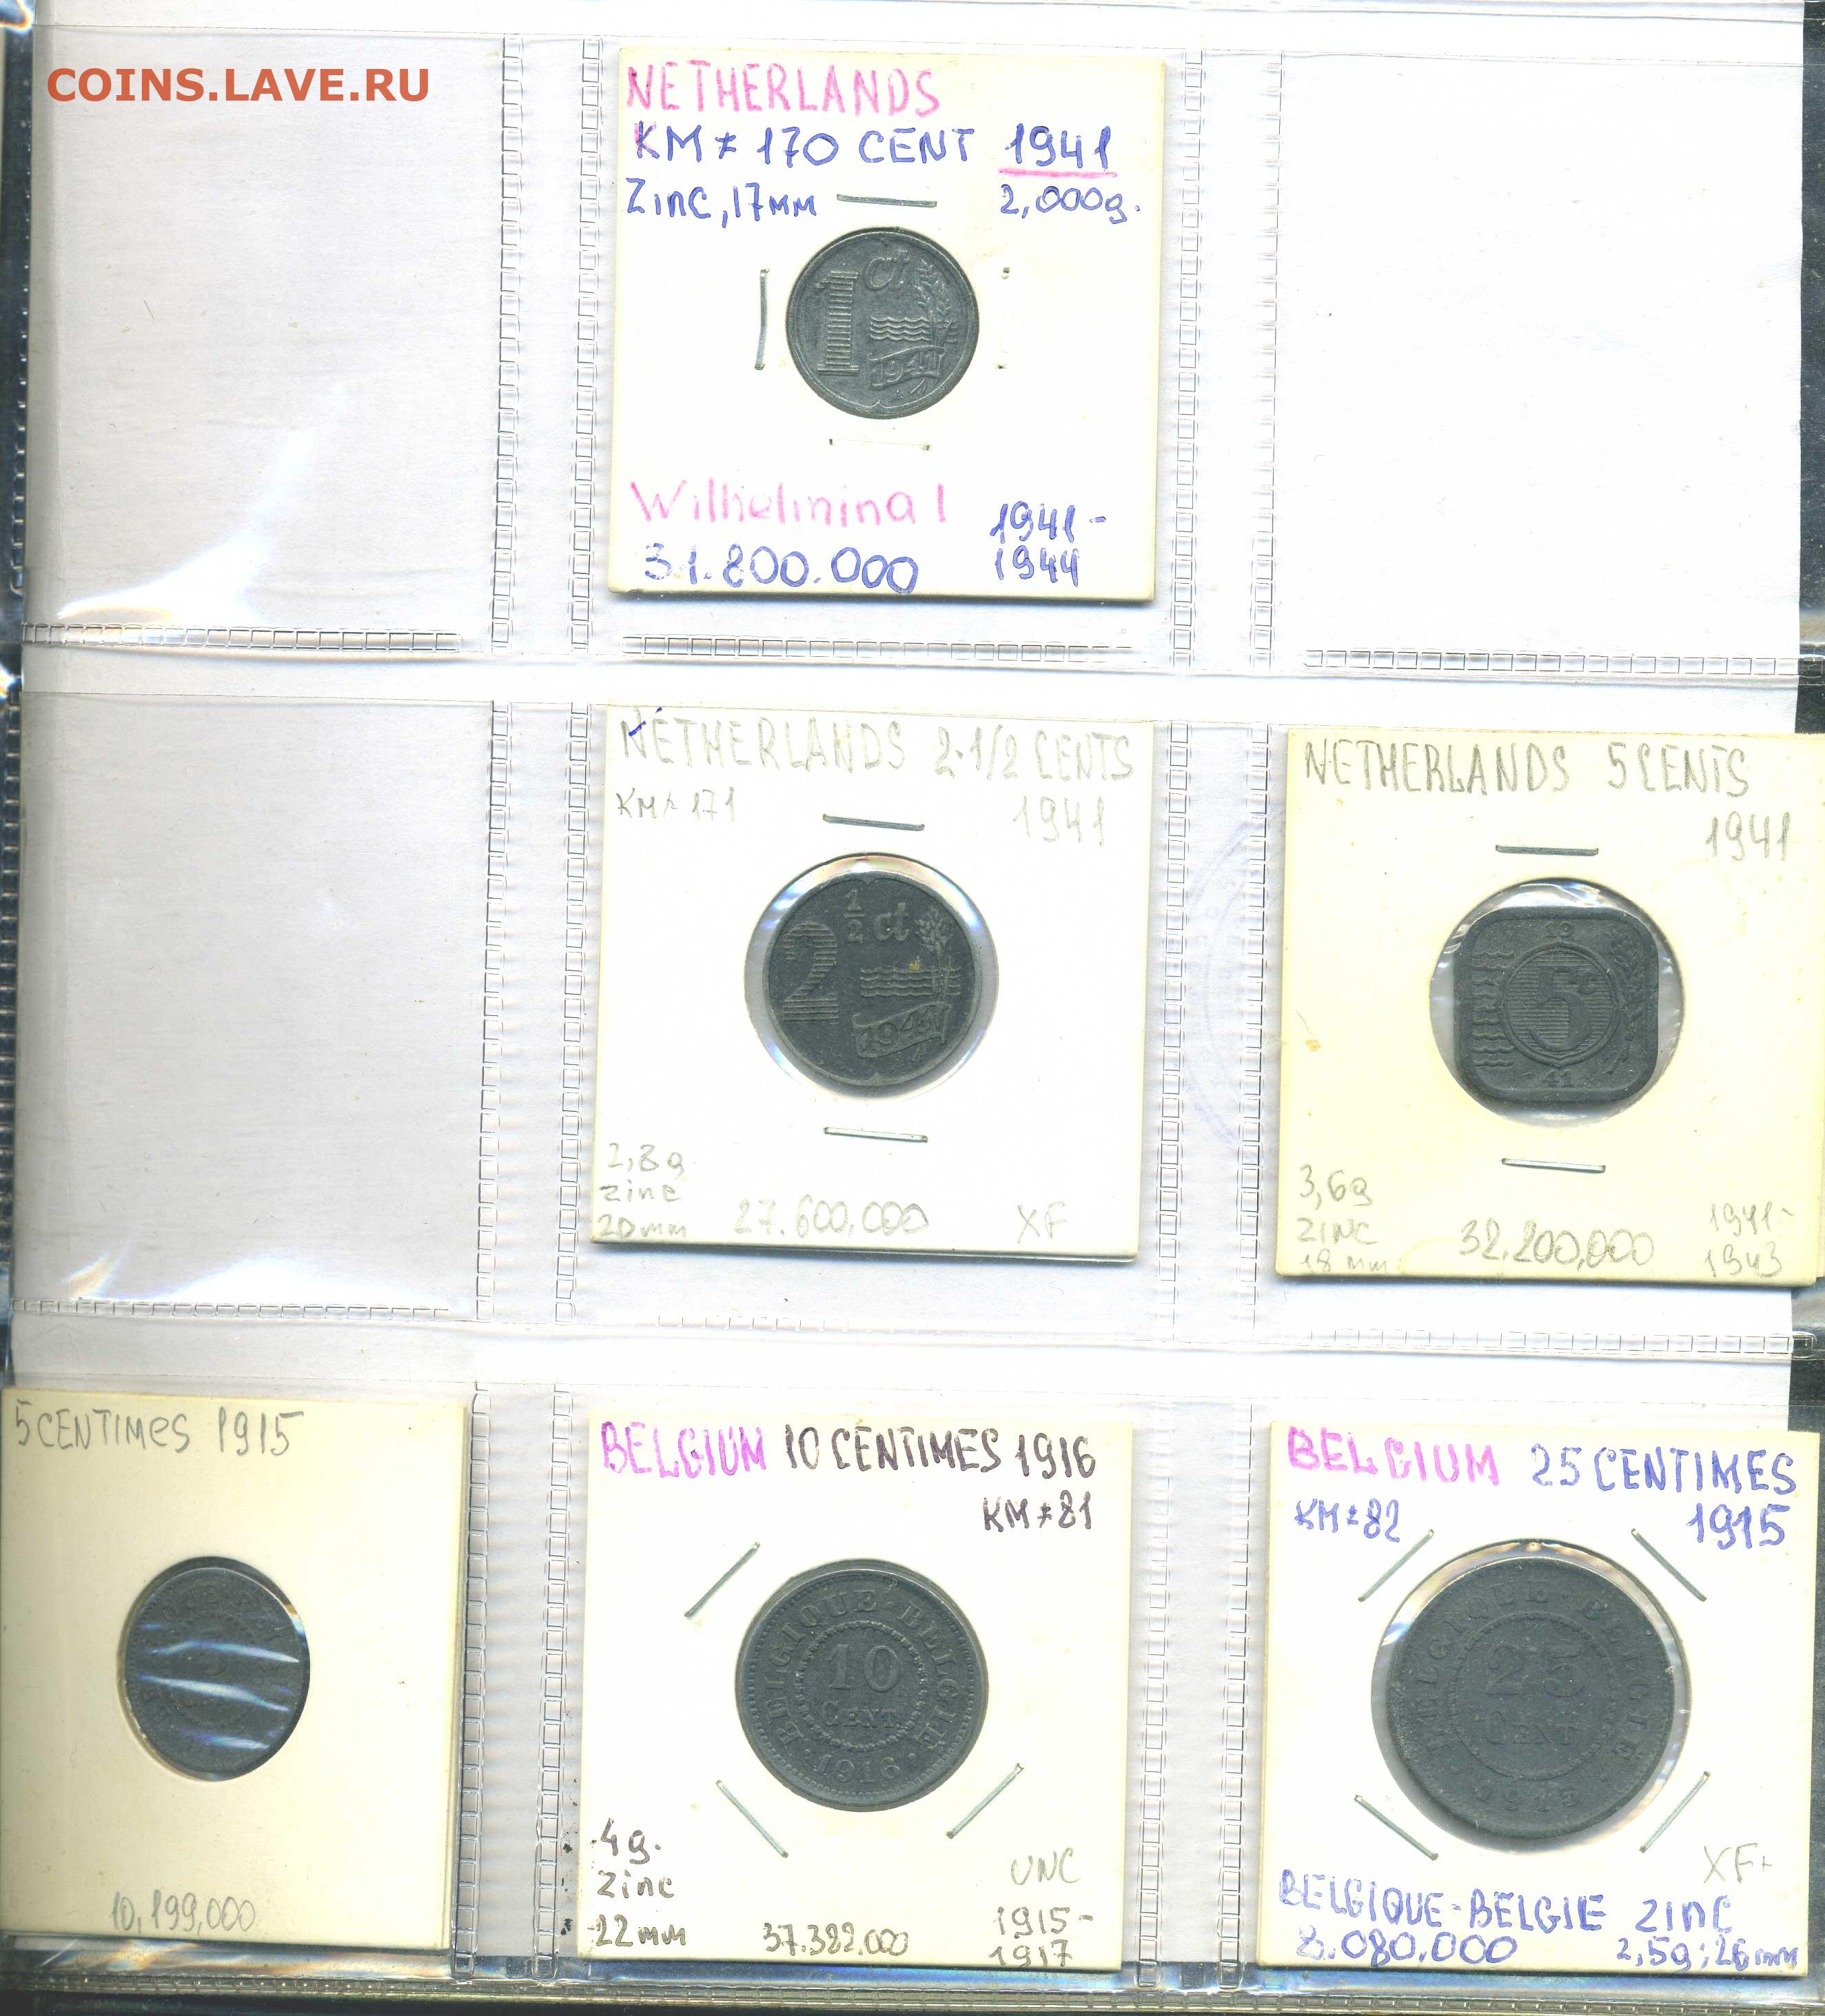 COINS.LAVE.RU
NETHERLANDS
KM* 170 CENT 1941
Zinc, 17мм 2,000g.
1 ct
1941
Wilhelmina I 1941-
31.800.000 1944
NETHERLANDS 2·1/2 CENTS
KM* 171 1941
2 1/2 ct
1941
2,8g
zinc
20mm 27.600,000 XF
NETHERLANDS 5 CENTS
1941
19
5
41
3,6g
ZINC 32.200,000 1941-
18 mm 1943
5 CENTIMES 1915
10,199,000
BELGIUM 10 CENTIMES 1916
KM*81
BELGIQUE·BELGIË
10
CENT
·1916·
4g. UNC
zinc 1915-
22mm 37.382.000 1917
BELGIUM 25 CENTIMES
KM*82 1915
BELGIQUE BELGIË
25
CENT
1915
XF+
BELGIQUE-BELGIE ZINC
8.080.000 2,5g; 26mm